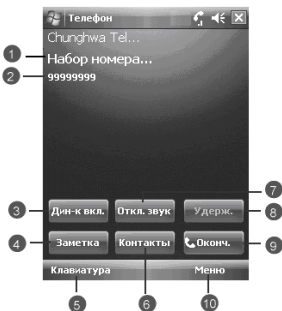 Телефон
Chunghwa Tel...
1 Набор номера...
2 99999999
7
3 Дин-к вкл. Откл. звук Удерж. 8
4 Заметка Контакты Оконч. 9
Клавиатура Меню
5 6 10